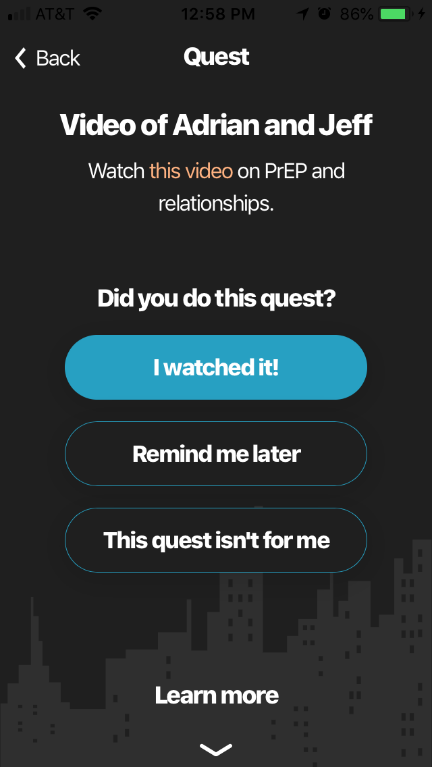 AT&T 12:58 PM 86%
Back Quest
Video of Adrian and Jeff
Watch this video on PrEP and
relationships.
Did you do this quest?
I watched it!
Remind me later
This quest isn't for me
Learn more